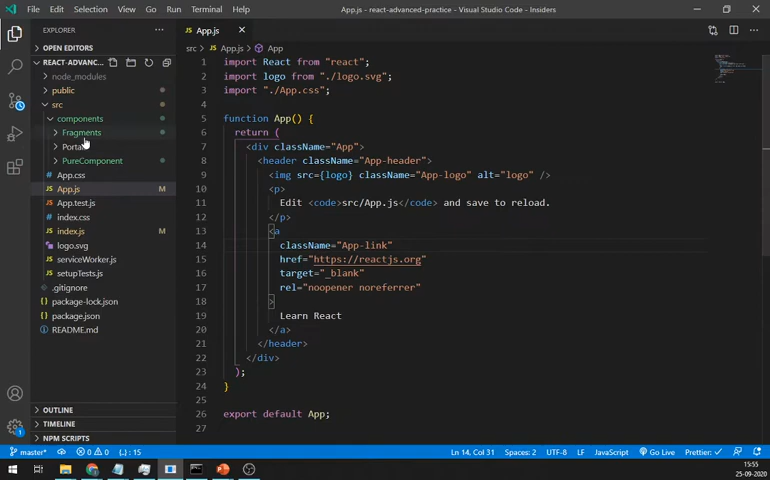 File Edit Selection View Go Run Terminal Help App.js - react-advanced-practice - Visual Studio Code - Insiders
EXPLORER
App.js
OPEN EDITORS
REACT-ADVANC...
node_modules
public
src
components
Fragments
PureComponent
App.css
App.js M
App.test.js
index.css
index.js M
logo.svg
serviceWorker.js
setupTests.js
.gitignore
package-lock.json
package.json
README.md
OUTLINE
TIMELINE
NPM SCRIPTS
src > App.js > App
1 import React from "react";
2 import logo from "./logo.svg";
3 import "./App.css";
4
5 function App() {
6 return (
7 <div className="App">
8 <header className="App-header">
9 <img src={logo} className="App-logo" alt="logo" />
10 <p>
11 Edit <code>src/App.js</code> and save to reload.
12 </p>
13 <a
14 className="App-link"
15 href="https://reactjs.org"
16 target="_blank"
17 rel="noopener noreferrer"
18 >
19 Learn React
20 </a>
21 </header>
22 </div>
23 );
24 }
25
26 export default App;
27
1
master* 0 0 {..}: 15 Ln 14, Col 31 Spaces: 2 UTF-8 LF JavaScript Go Live Prettier: ✓
15:55
25-09-2020